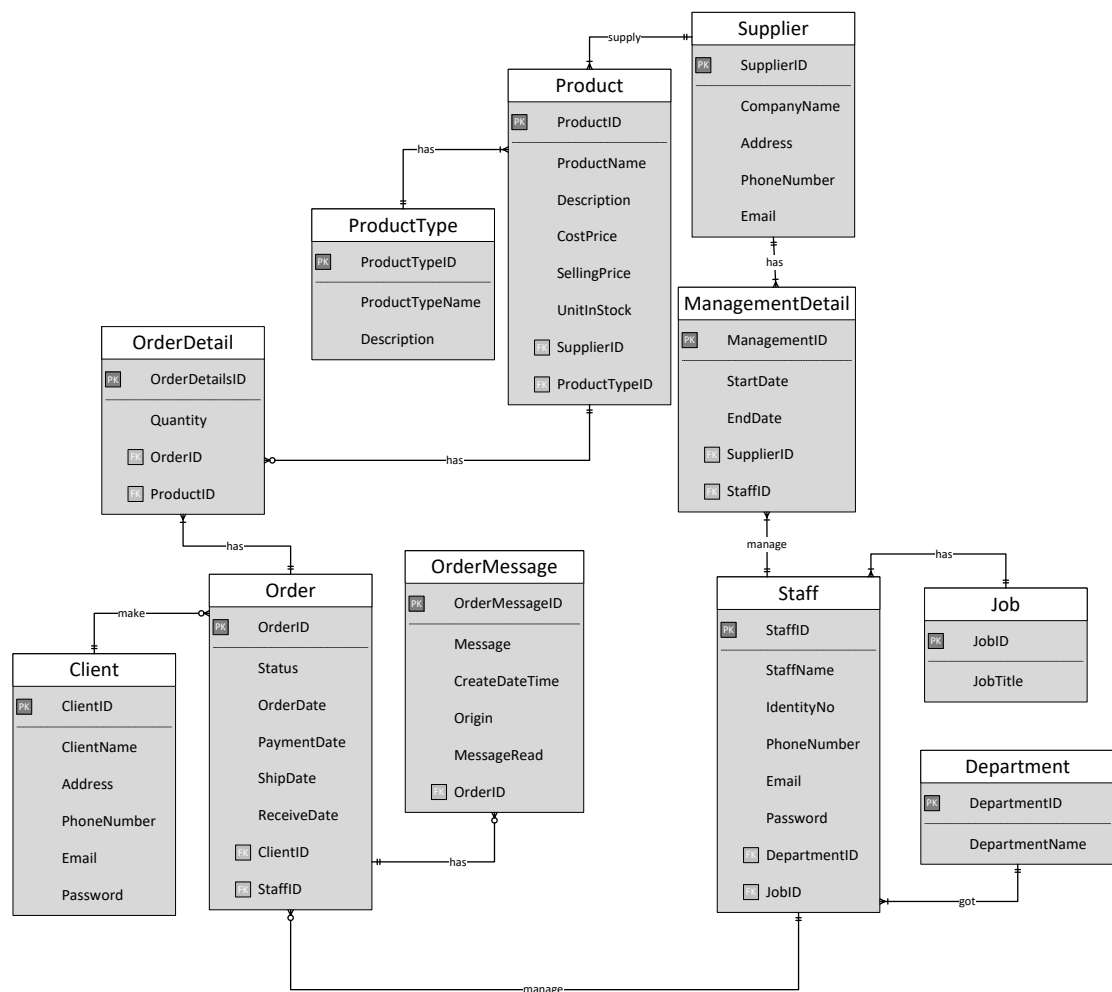 Supplier
PK SupplierID
CompanyName
Address
PhoneNumber
Email
supply
Product
PK ProductID
ProductName
Description
CostPrice
SellingPrice
UnitInStock
FK SupplierID
FK ProductTypeID
has
ProductType
PK ProductTypeID
ProductTypeName
Description
has
ManagementDetail
PK ManagementID
StartDate
EndDate
FK SupplierID
FK StaffID
OrderDetail
PK OrderDetailsID
Quantity
FK OrderID
FK ProductID
has
has
manage
has
Order
PK OrderID
Status
OrderDate
PaymentDate
ShipDate
ReceiveDate
FK ClientID
FK StaffID
OrderMessage
PK OrderMessageID
Message
CreateDateTime
Origin
MessageRead
FK OrderID
has
make
Client
PK ClientID
ClientName
Address
PhoneNumber
Email
Password
Staff
PK StaffID
StaffName
IdentityNo
PhoneNumber
Email
Password
FK DepartmentID
FK JobID
Job
PK JobID
JobTitle
Department
PK DepartmentID
DepartmentName
got
manage